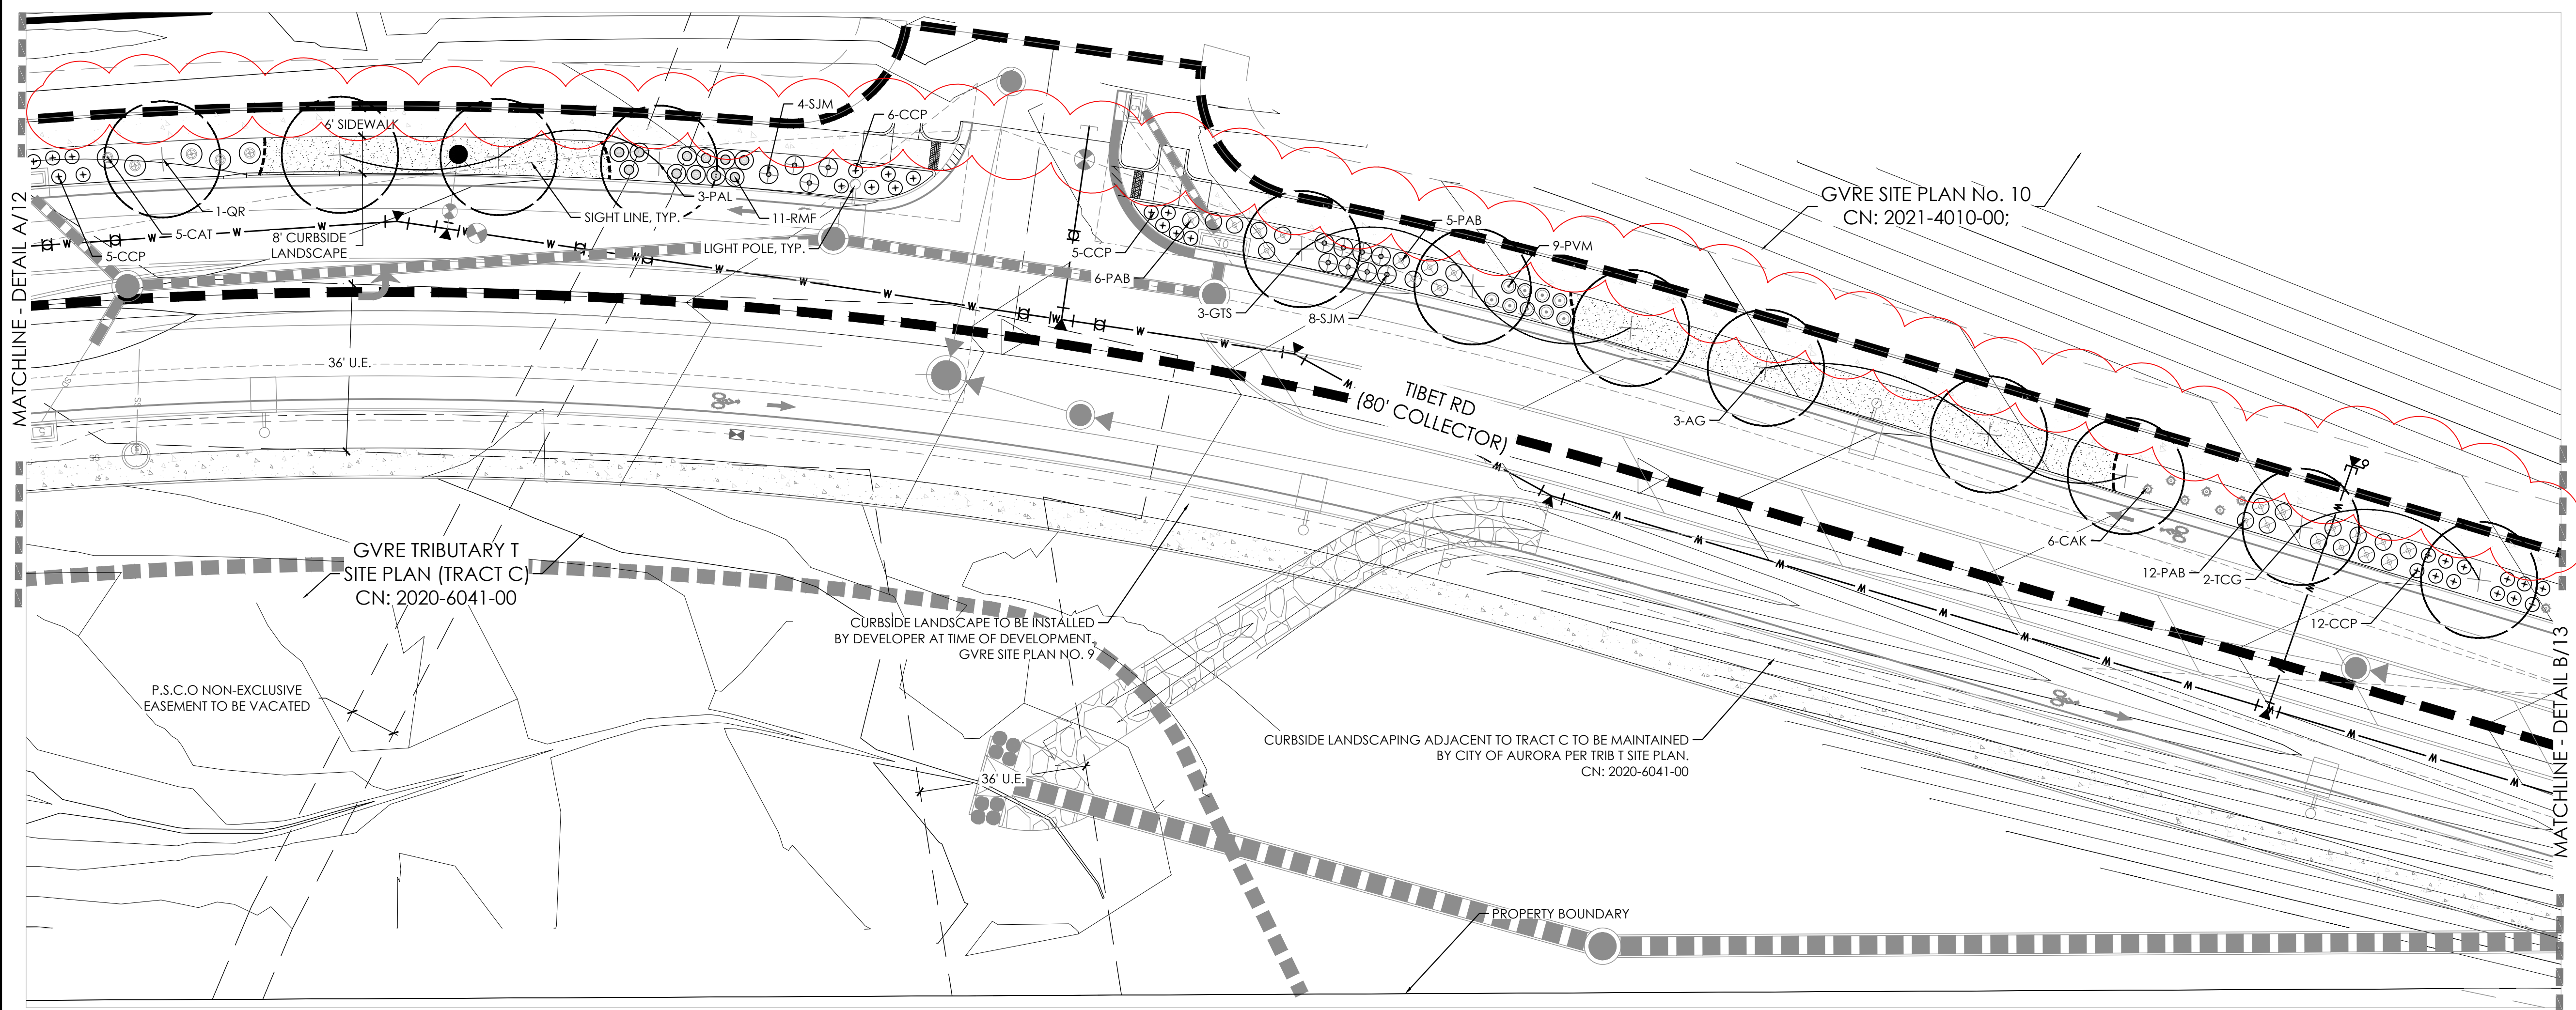 4-SJM
6-CCP
6' SIDEWALK
MATCHLINE - DETAIL A/12
1-QR
5-CAT
5-CCP
8' CURBSIDE
LANDSCAPE
SIGHT LINE, TYP.
3-PAL
11-RMF
LIGHT POLE, TYP.
5-CCP
6-PAB
3-GTS
8-SJM
5-PAB
9-PVM
10
GVRE SITE PLAN No. 10
CN: 2021-4010-00;
36' U.E.
TIBET RD
(80' COLLECTOR)
3-AG
6-CAK
12-PAB
2-TCG
12-CCP
GVRE TRIBUTARY T
SITE PLAN (TRACT C)
CN: 2020-6041-00
CURBSIDE LANDSCAPE TO BE INSTALLED
BY DEVELOPER AT TIME OF DEVELOPMENT.
GVRE SITE PLAN NO. 9
P.S.C.O NON-EXCLUSIVE
EASEMENT TO BE VACATED
CURBSIDE LANDSCAPING ADJACENT TO TRACT C TO BE MAINTAINED
BY CITY OF AURORA PER TRIB T SITE PLAN.
CN: 2020-6041-00
36' U.E.
PROPERTY BOUNDARY
MATCHLINE - DETAIL B/13